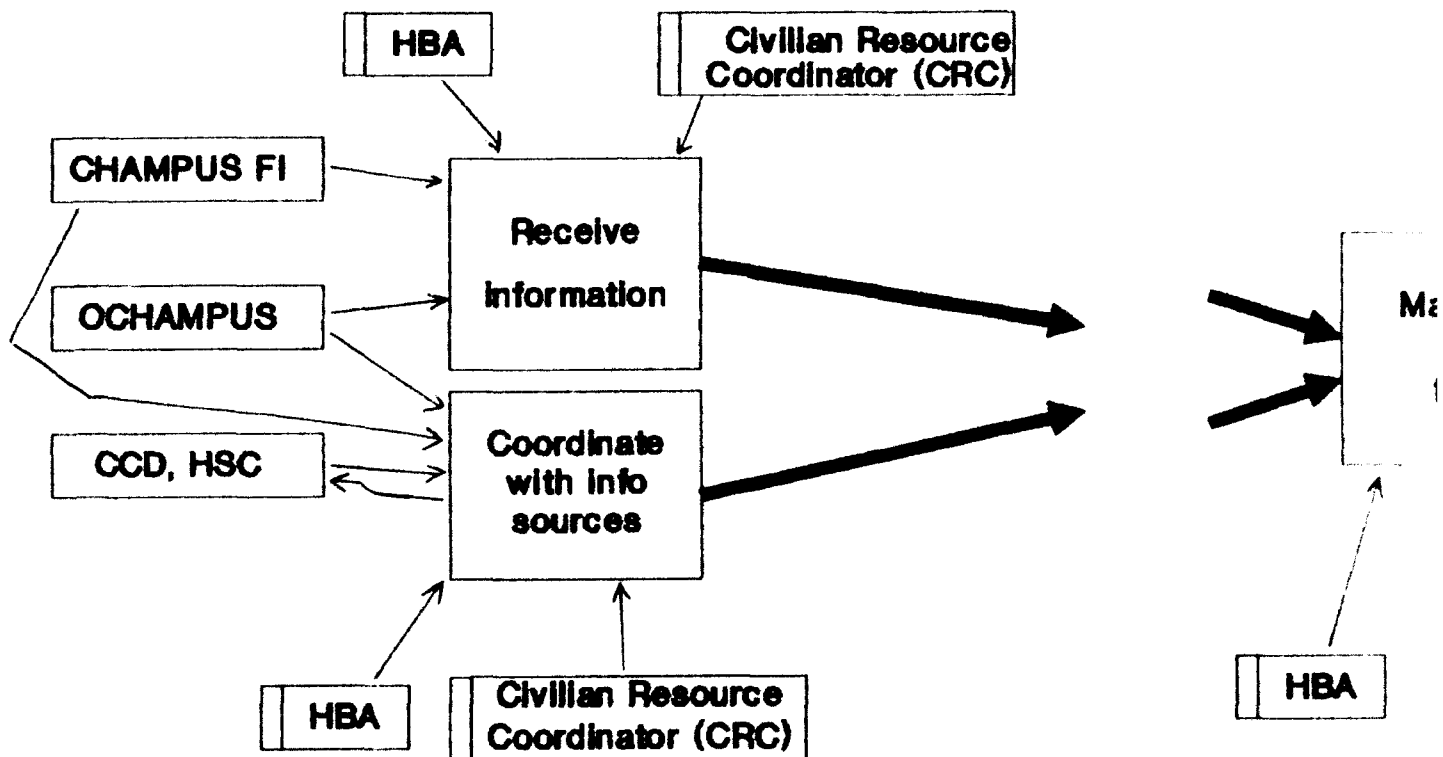 HBA
Civilian Resource
Coordinator (CRC)
CHAMPUS FI
Receive
information
OCHAMPUS
CCD, HSC
Coordinate
with info
sources
HBA
Civilian Resource
Coordinator (CRC)
HBA